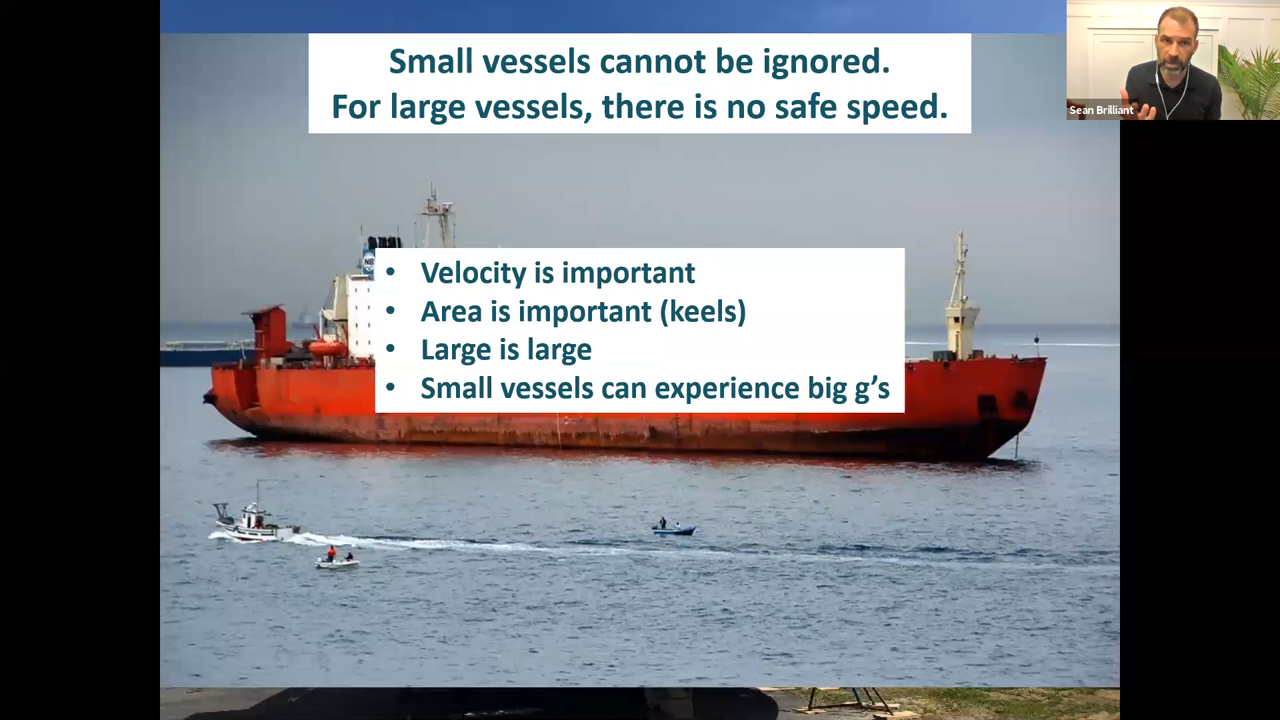 Small vessels cannot be ignored.
For large vessels, there is no safe speed.
Sean Brilliant
• Velocity is important
• Area is important (keels)
• Large is large
• Small vessels can experience big g’s